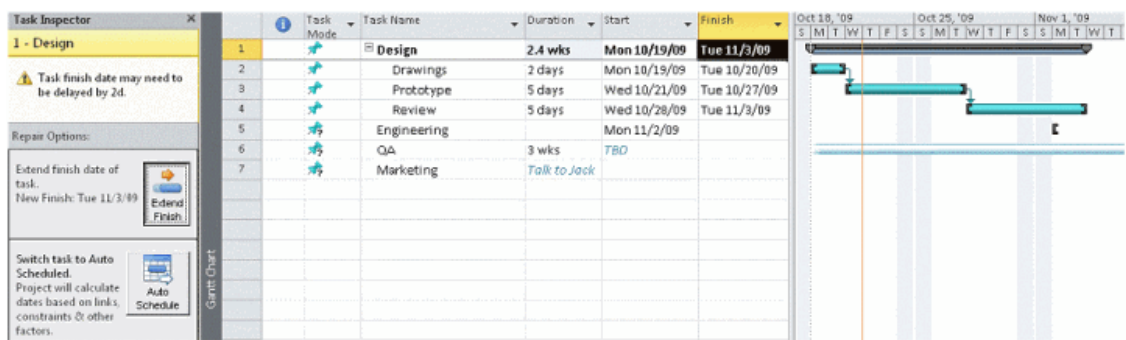 Task Inspector
1 - Design
Task finish date may need to
be delayed by 2d.
Repair Options:
Extend finish date of
task.
New Finish: Tue 11/3/09
Extend
Finish
Switch task to Auto
Scheduled.
Project will calculate
dates based on links,
constraints & other
factors.
Auto
Schedule
Gantt Chart
Task Mode Task Name Duration Start Finish
1 Design 2.4 wks Mon 10/19/09 Tue 11/3/09
2 Drawings 2 days Mon 10/19/09 Tue 10/20/09
3 Prototype 5 days Wed 10/21/09 Tue 10/27/09
4 Review 5 days Wed 10/28/09 Tue 11/3/09
5 Engineering Mon 11/2/09
6 QA 3 wks TBD
7 Marketing Talk to Jack
Oct 18, '09 Oct 25, '09 Nov 1, '09
S M T W T F S S M T W T F S S M T W T